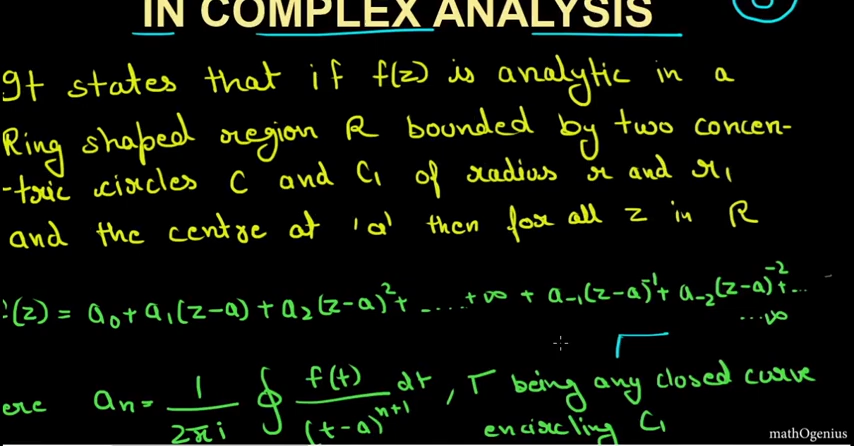 IN COMPLEX ANALYSIS
It states that if f(z) is analytic in a
Ring shaped region R bounded by two concen-
-tric circles C and C₁ of radius r and r₁
and the centre at 'a' then for all z in R
(z) = a₀ + a₁(z-a) + a₂(z-a)² + .....+∞ + a₋₁(z-a)⁻¹ + a₋₂(z-a)⁻² + ...
...∞
ere aₙ = 1/2πi ∮ f(t)/(t-a)ⁿ⁺¹ dt, Γ being any closed curve
encircling C₁
mathOgenius